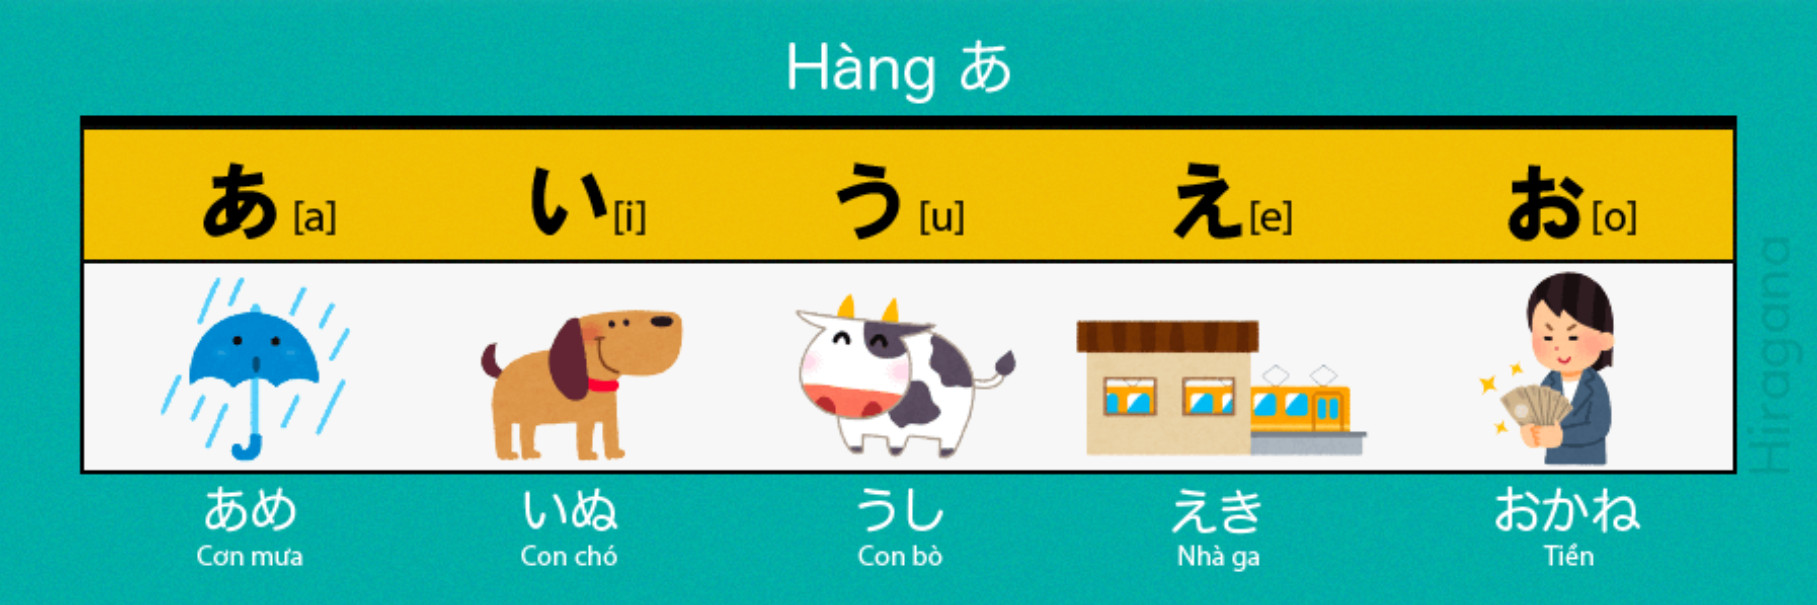 Hàng あ
あ [a] い [i] う [u] え [e] お [o]
あめ いぬ うし えき おかね
Cơn mưa Con chó Con bò Nhà ga Tiền
Hiragana